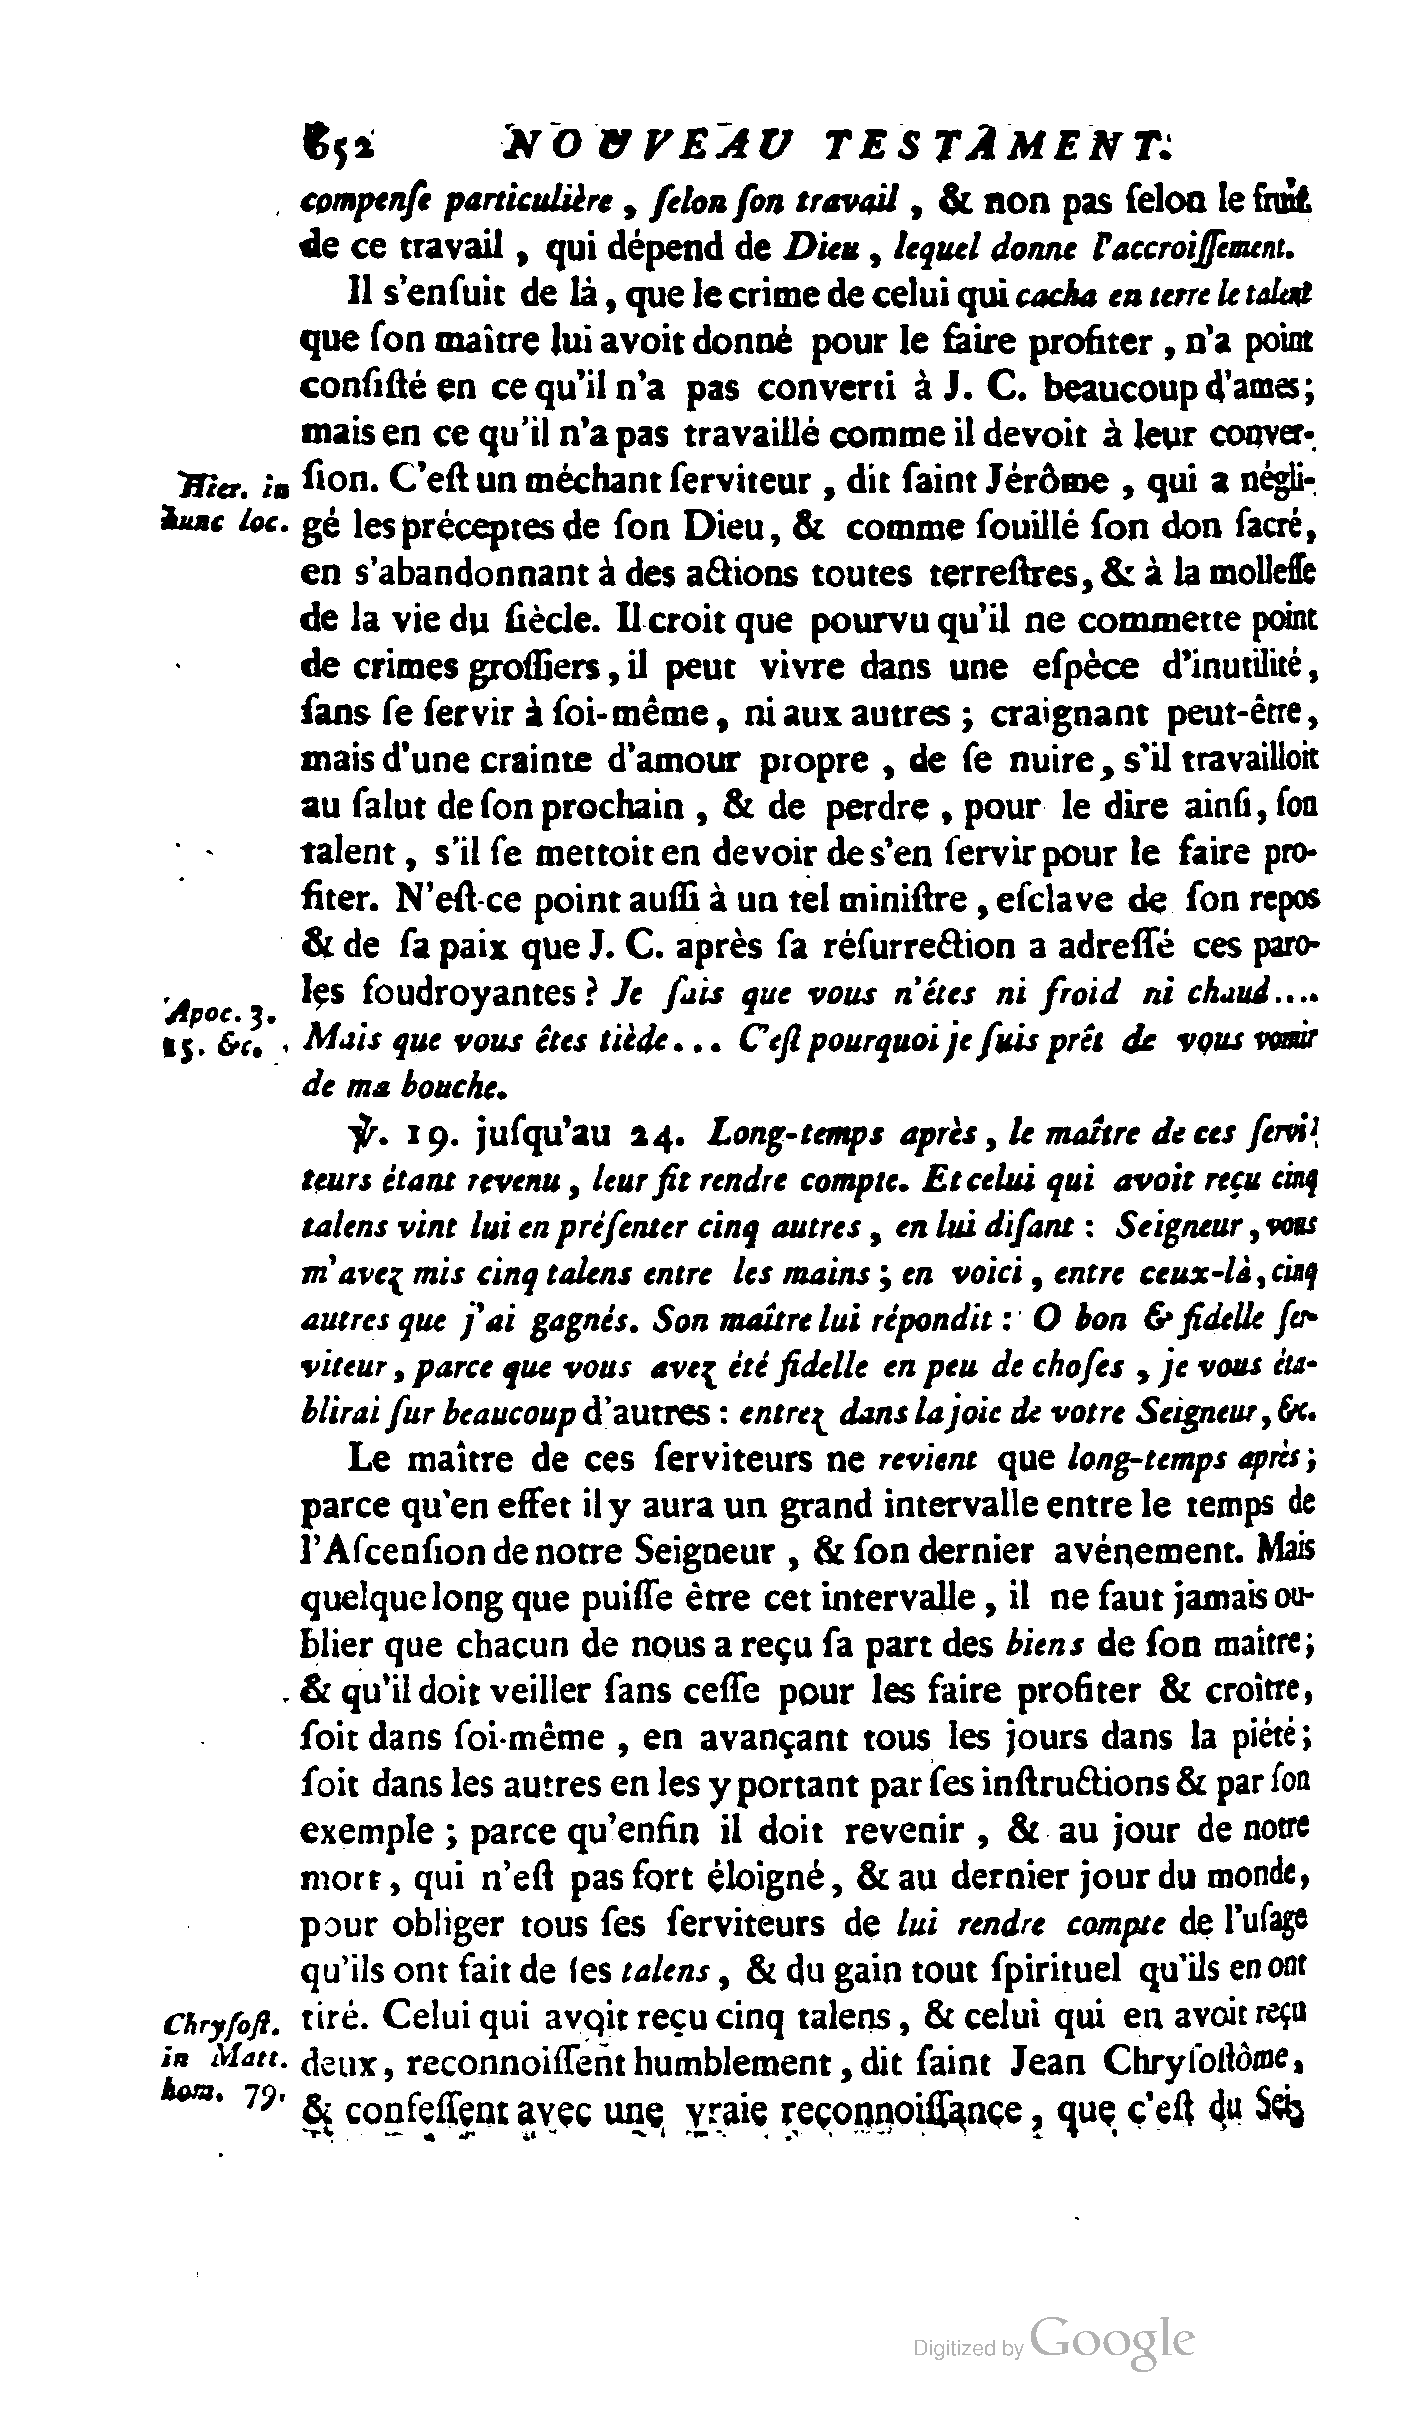 652 NOUVEAU TESTAMENT.
compenſe particulière, ſelon ſon travail, & non pas ſelon le fruit
de ce travail, qui dépend de Dieu, lequel donne l'accroiſſement.
Il s'enſuit de là, que le crime de celui qui cacha en terre le talent
que ſon maître lui avoit donné pour le faire profiter, n'a point
conſiſté en ce qu'il n'a pas converti à J. C. beaucoup d'ames;
mais en ce qu'il n'a pas travaillé comme il devoit à leur conver-
Hier. in ſion. C'eſt un méchant ſerviteur, dit ſaint Jérôme, qui a négli-
hunc loc. gé les préceptes de ſon Dieu, & comme ſouillé ſon don ſacré,
en s'abandonnant à des actions toutes terreſtres, & à la molleſſe
de la vie du ſiècle. Il croit que pourvu qu'il ne commette point
de crimes groſſiers, il peut vivre dans une eſpèce d'inutilité,
ſans ſe ſervir à ſoi-même, ni aux autres; craignant peut-être,
mais d'une crainte d'amour propre, de ſe nuire, s'il travailloit
au ſalut de ſon prochain, & de perdre, pour le dire ainſi, ſon
talent, s'il ſe mettoit en devoir de s'en ſervir pour le faire pro-
fiter. N'eſt-ce point auſſi à un tel miniſtre, eſclave de ſon repos
& de ſa paix que J. C. après ſa réſurrection a adreſſé ces paro-
Apoc. 3. les foudroyantes? Je ſais que vous n'étes ni froid ni chaud....
15. &c. Mais que vous êtes tiède... C'eſt pourquoi je ſuis prêt de vous vomir
de ma bouche.
℣. 19. juſqu'au 24. Long-temps après, le maître de ces ſervi-
teurs étant revenu, leur fit rendre compte. Et celui qui avoit reçu cinq
talens vint lui en préſenter cinq autres, en lui diſant: Seigneur, vous
m'avez mis cinq talens entre les mains; en voici, entre ceux-là, cinq
autres que j'ai gagnés. Son maître lui répondit: O bon & fidelle ſer-
viteur, parce que vous avez été fidelle en peu de choſes, je vous éta-
blirai ſur beaucoup d'autres: entrez dans la joie de votre Seigneur, &c.
Le maître de ces ſerviteurs ne revient que long-temps après;
parce qu'en effet il y aura un grand intervalle entre le temps de
l'Aſcenſion de notre Seigneur, & ſon dernier avénement. Mais
quelque long que puiſſe être cet intervalle, il ne faut jamais ou-
blier que chacun de nous a reçu ſa part des biens de ſon maître;
& qu'il doit veiller ſans ceſſe pour les faire profiter & croître,
ſoit dans ſoi-même, en avançant tous les jours dans la piété;
ſoit dans les autres en les y portant par ſes inſtructions & par ſon
exemple; parce qu'enfin il doit revenir, & au jour de notre
mort, qui n'eſt pas fort éloigné, & au dernier jour du monde,
pour obliger tous ſes ſerviteurs de lui rendre compte de l'uſage
qu'ils ont fait de ſes talens, & du gain tout ſpirituel qu'ils en ont
Chryſoſt. tiré. Celui qui avoit reçu cinq talens, & celui qui en avoit reçu
in Matt. deux, reconnoiſſent humblement, dit ſaint Jean Chryſoſtôme,
hom. 79. & confeſſent avec une vraie reconnoiſſance, que c'eſt du Sei-
Digitized by Google